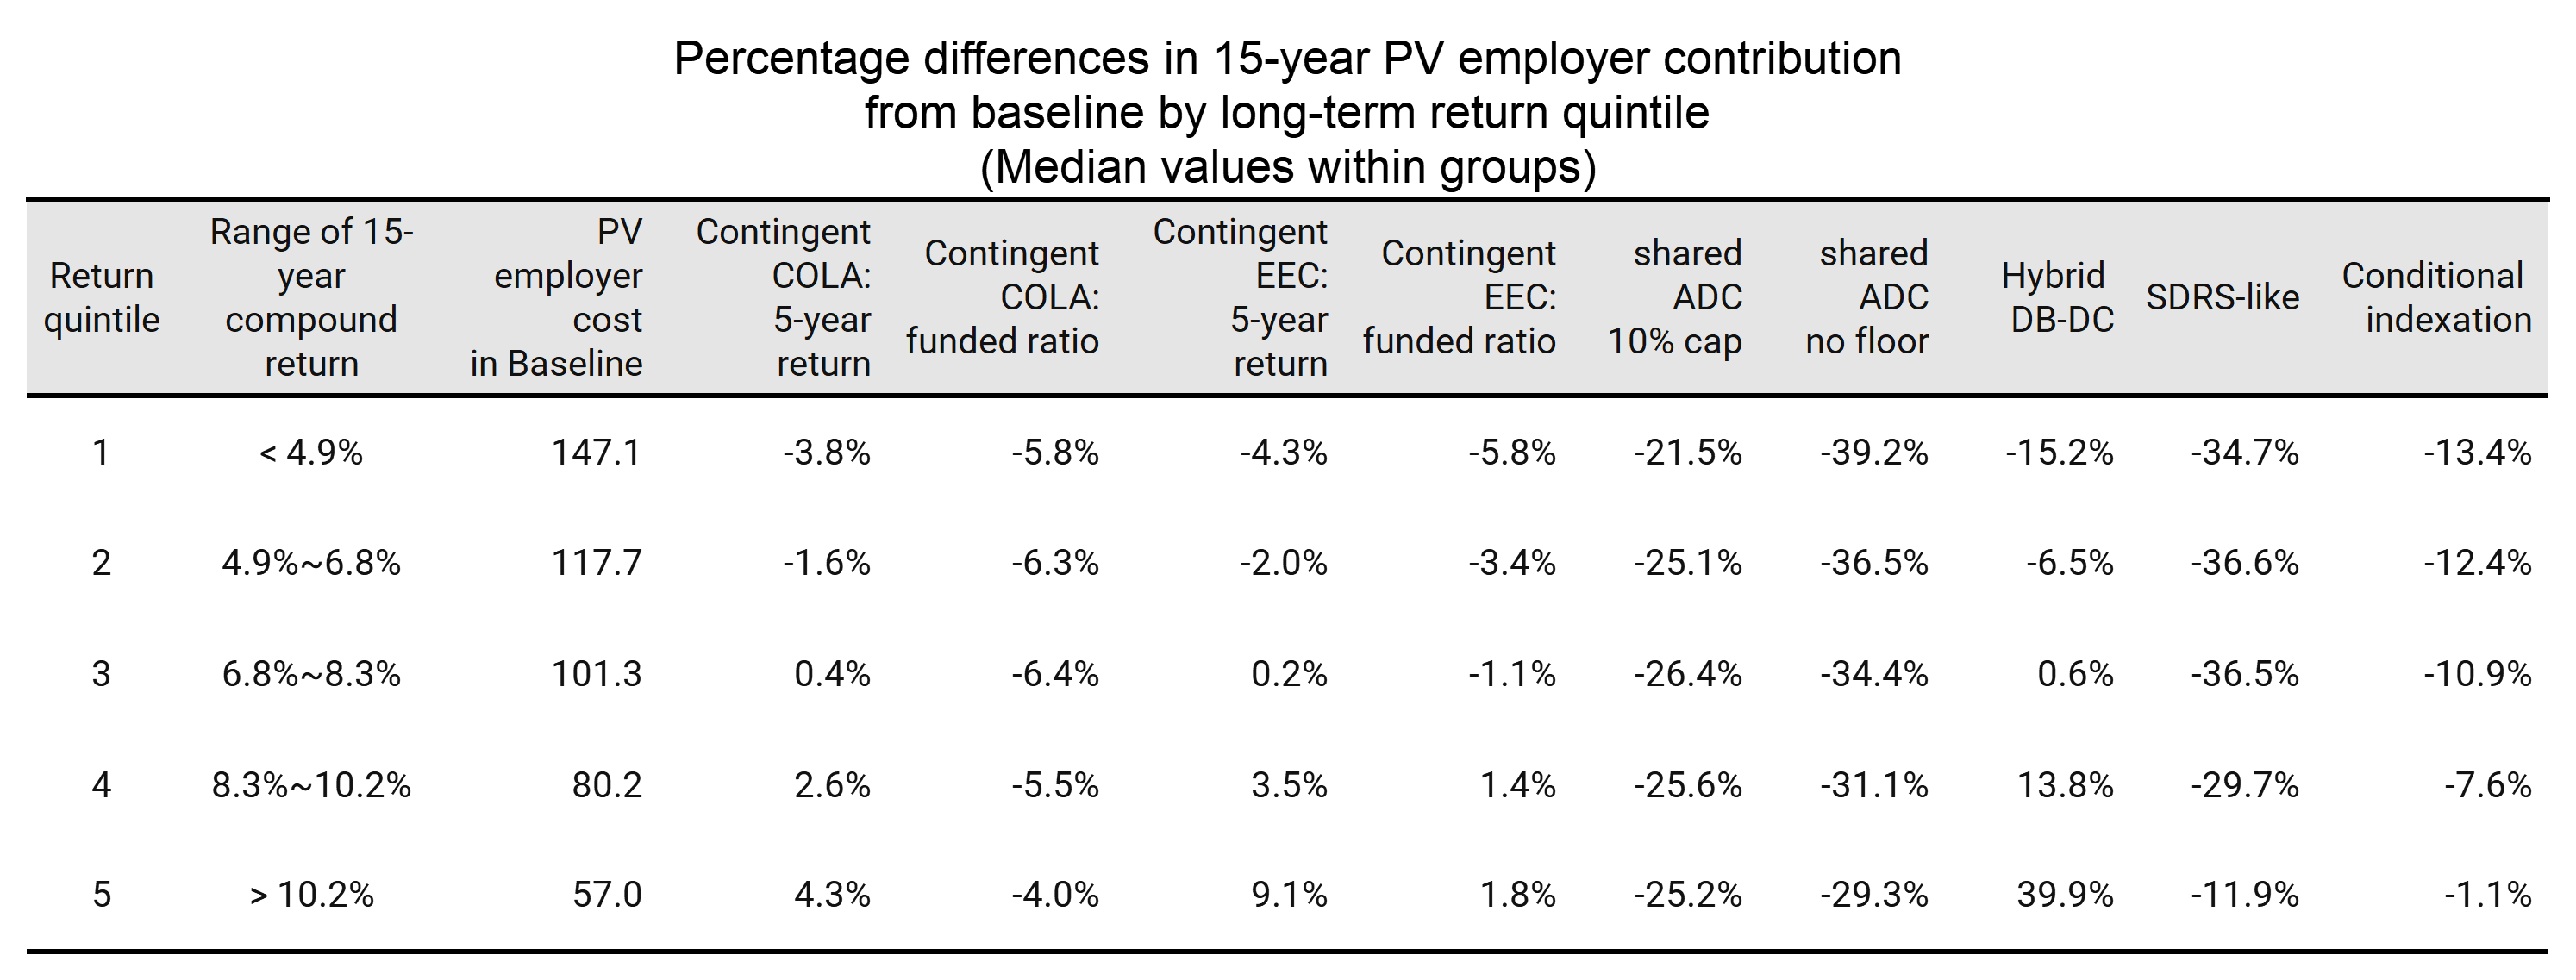 Percentage differences in 15-year PV employer contribution
from baseline by long-term return quintile
(Median values within groups)
Return quintile Range of 15-year compound return PV employer cost in Baseline Contingent COLA: 5-year return Contingent COLA: funded ratio Contingent EEC: 5-year return Contingent EEC: funded ratio shared ADC 10% cap shared ADC no floor Hybrid DB-DC SDRS-like Conditional indexation
1 < 4.9% 147.1 -3.8% -5.8% -4.3% -5.8% -21.5% -39.2% -15.2% -34.7% -13.4%
2 4.9%~6.8% 117.7 -1.6% -6.3% -2.0% -3.4% -25.1% -36.5% -6.5% -36.6% -12.4%
3 6.8%~8.3% 101.3 0.4% -6.4% 0.2% -1.1% -26.4% -34.4% 0.6% -36.5% -10.9%
4 8.3%~10.2% 80.2 2.6% -5.5% 3.5% 1.4% -25.6% -31.1% 13.8% -29.7% -7.6%
5 > 10.2% 57.0 4.3% -4.0% 9.1% 1.8% -25.2% -29.3% 39.9% -11.9% -1.1%